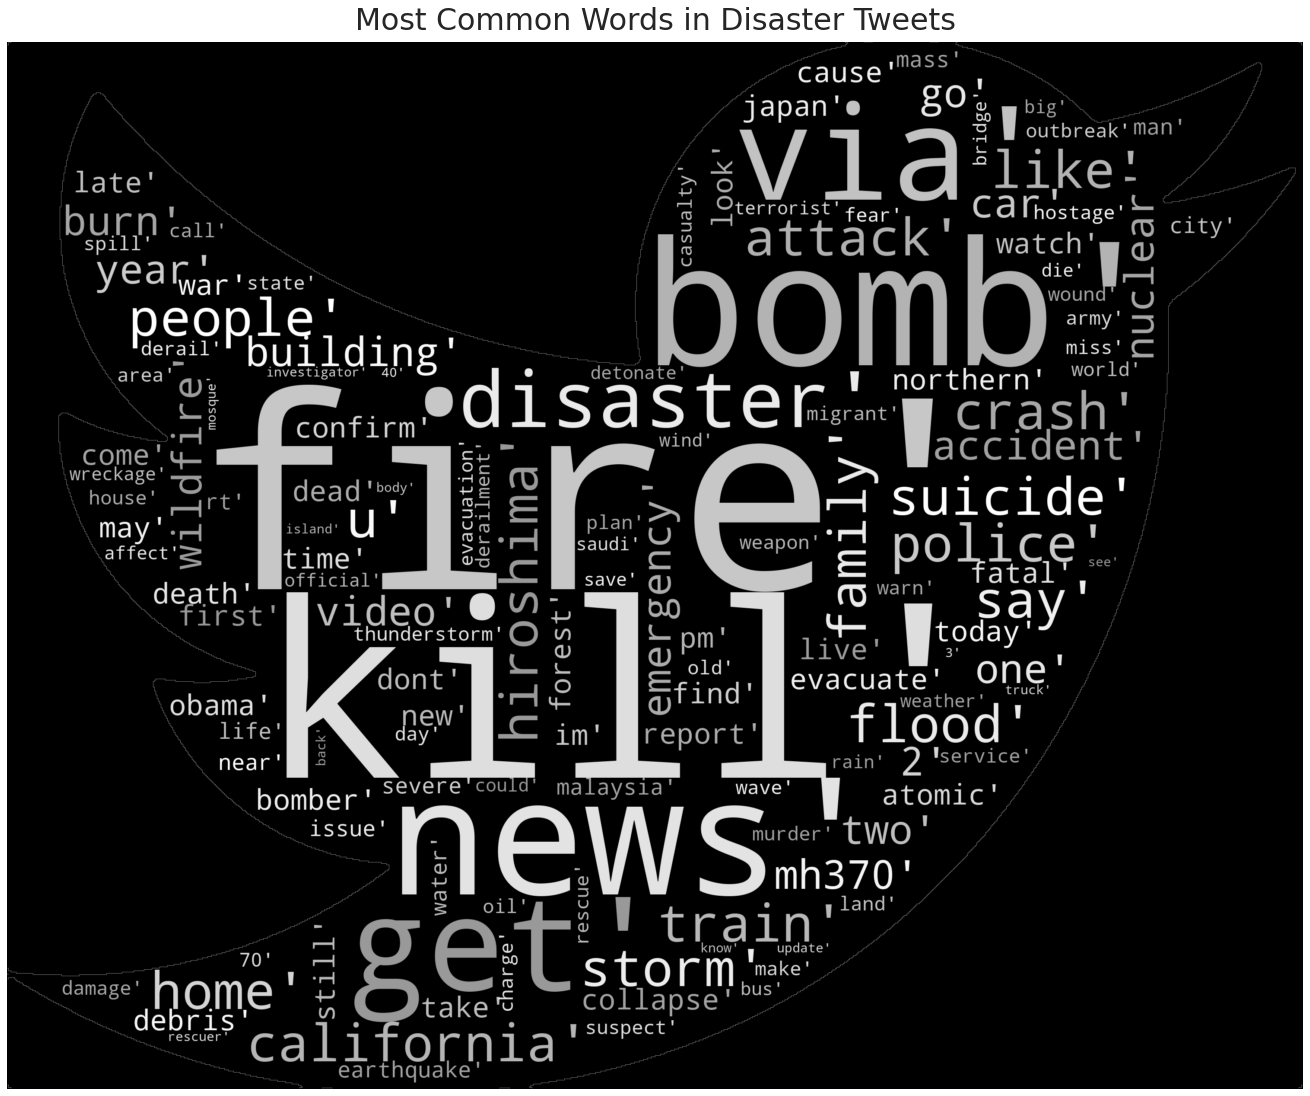 Most Common Words in Disaster Tweets
cause'
mass'
japan'
go'
via'
bridge'
big'
outbreak'
man'
like'
look'
casualty'
terrorist'
fear'
car'
hostage'
nuclear'
city'
attack'
watch'
die'
bomb'
wound'
army'
miss'
world'
late'
burn'
call'
spill'
year'
war'
state'
people'
derail'
building'
area'
investigator'
40'
mosque'
wildfire'
detonate'
disaster'
migrant'
northern'
crash'
accident'
confirm'
fire'
wind'
come'
wreckage'
house'
rt'
may'
affect'
dead'
body'
u'
island'
evacuation'
derailment'
time'
official'
hiroshima'
plan'
saudi'
save'
emergency'
weapon'
family'
suicide'
police'
see'
fatal'
warn'
say'
death'
first'
video'
thunderstorm'
kill'
forest'
pm'
old'
find'
live'
today'
3'
one'
truck'
evacuate'
weather'
flood'
dont'
new'
day'
im'
report'
obama'
life'
near'
back'
rain'
2'
service'
severe'
could'
malaysia'
wave'
atomic'
bomber'
issue'
news'
murder'
two'
mh370'
water'
oil'
rescue'
train'
land'
get'
know'
update'
70'
still'
charge'
storm'
make'
damage'
home'
take'
collapse'
bus'
debris'
rescuer'
suspect'
california'
earthquake'